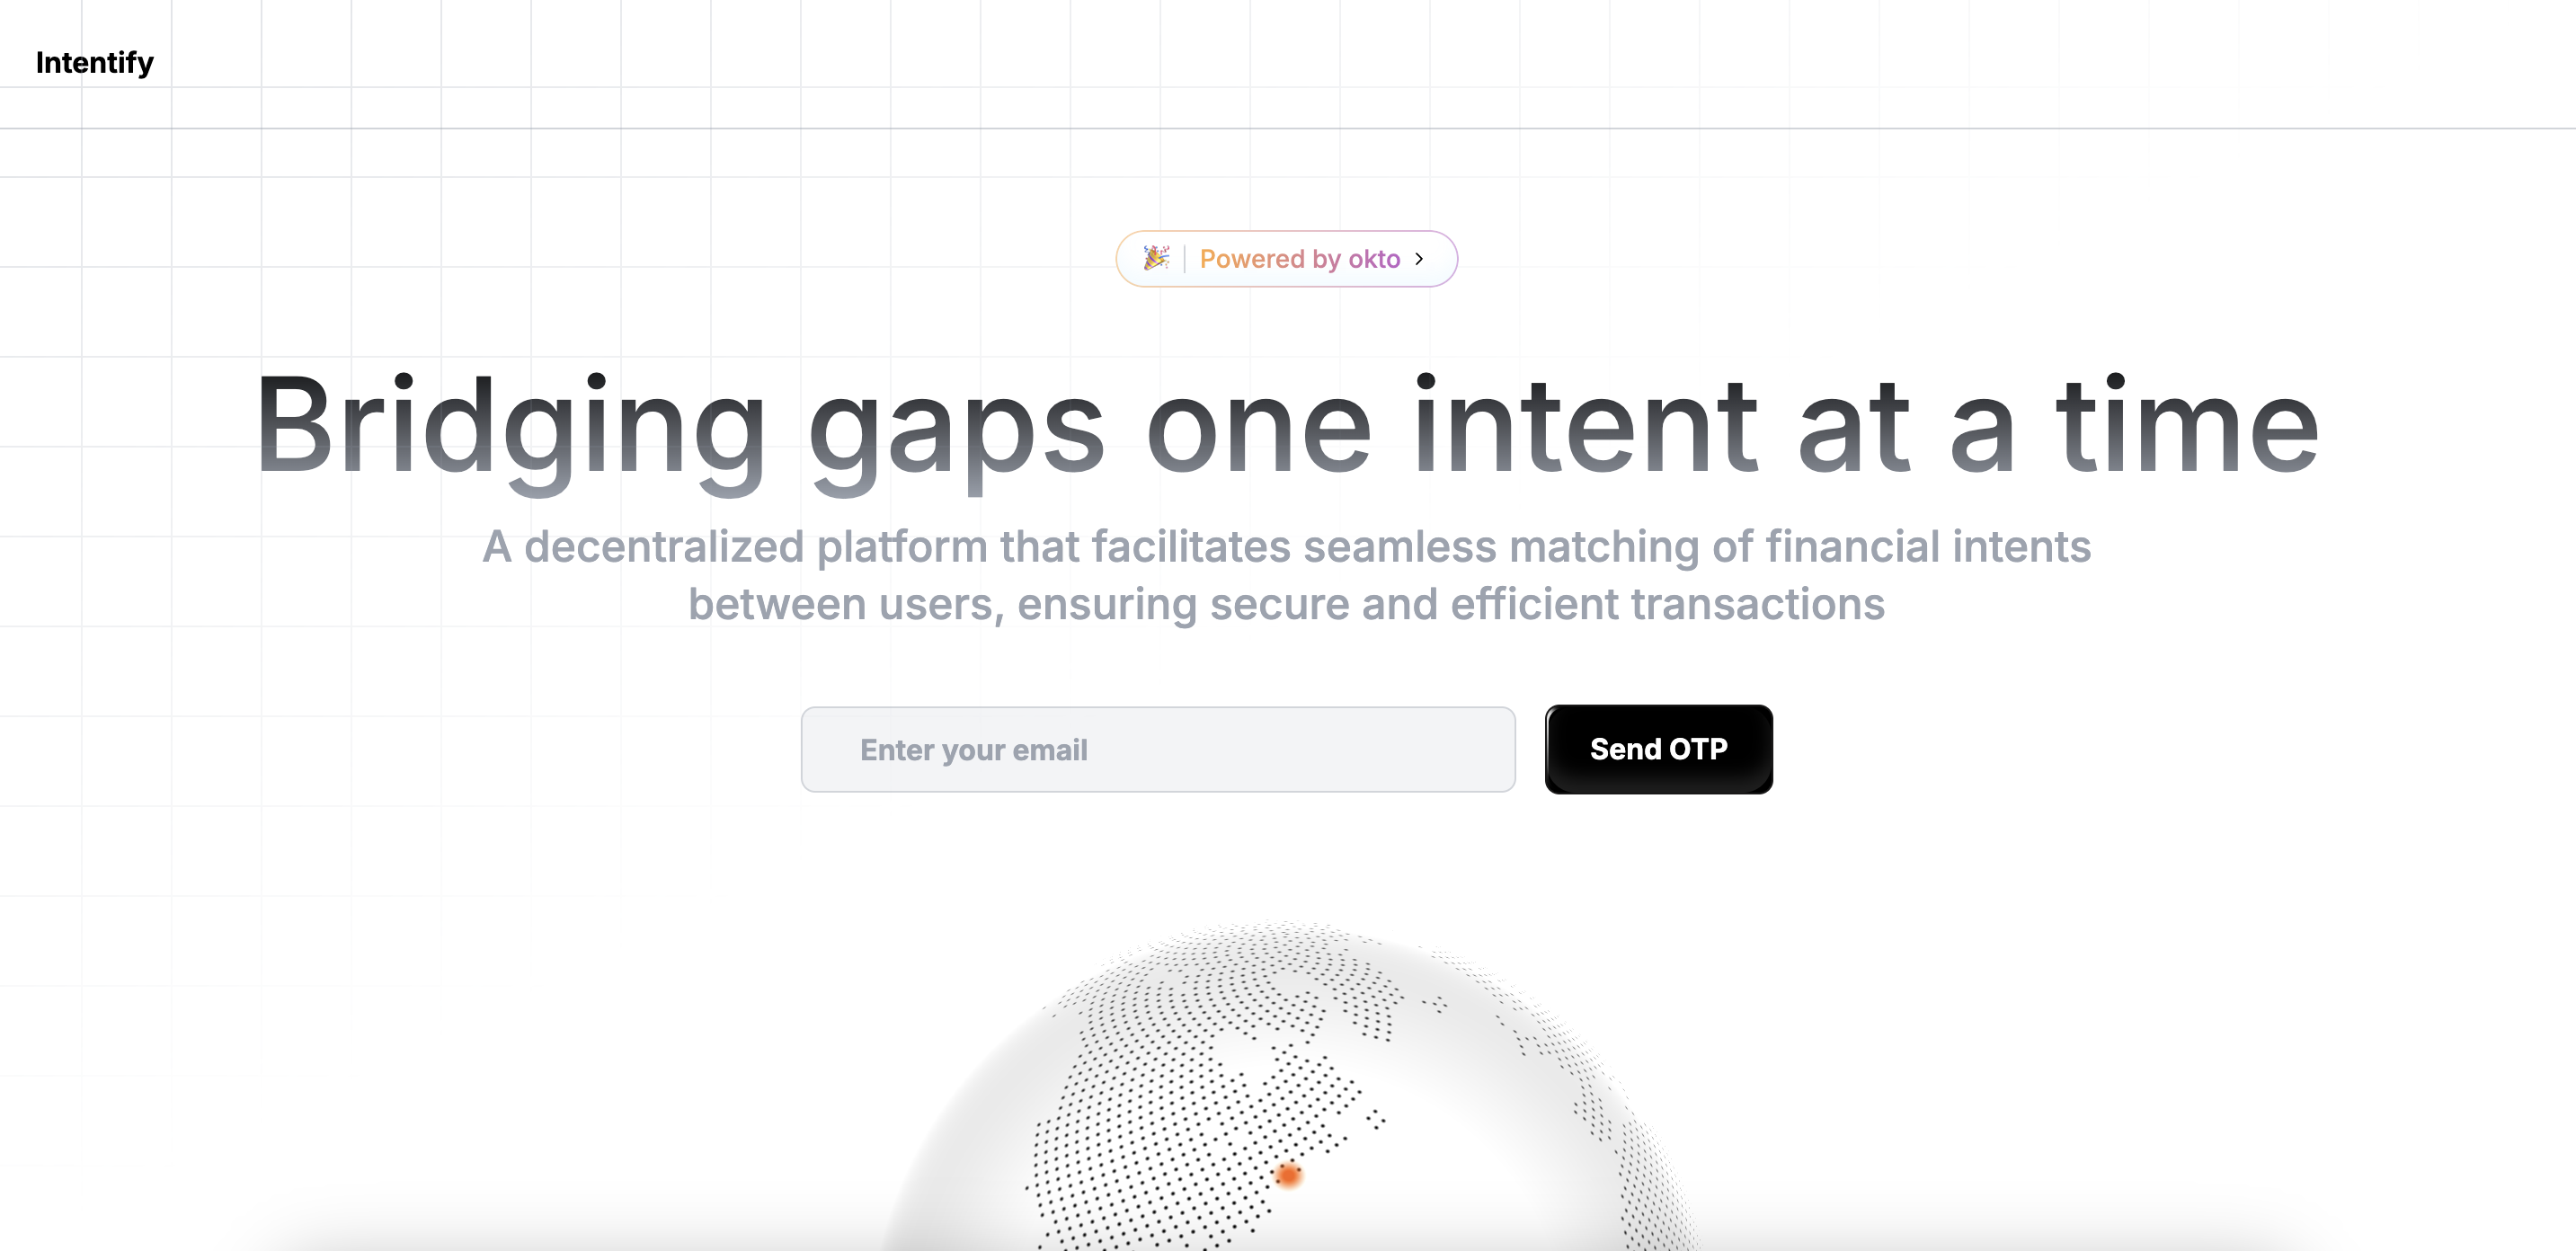 Intentify
🎉 | Powered by okto >
Bridging gaps one intent at a time
A decentralized platform that facilitates seamless matching of financial intents
between users, ensuring secure and efficient transactions
Enter your email
Send OTP